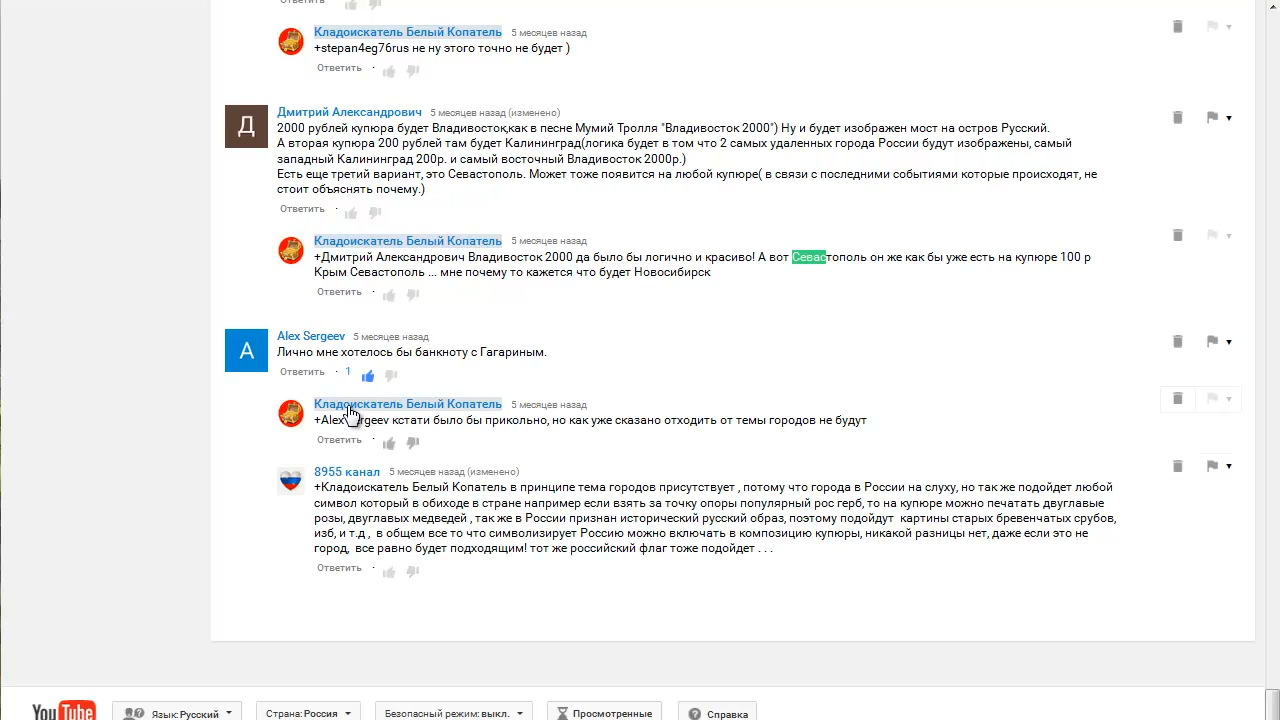 Ответить
Кладоискатель Белый Копатель 5 месяцев назад
+stepan4eg76rus не ну этого точно не будет )
Ответить ·
Д
Дмитрий Александрович 5 месяцев назад (изменено)
2000 рублей купюра будет Владивосток,как в песне Мумий Тролля "Владивосток 2000") Ну и будет изображен мост на остров Русский.
А вторая купюра 200 рублей там будет Калининград(логика будет в том что 2 самых удаленных города России будут изображены, самый
западный Калининград 200р. и самый восточный Владивосток 2000р.)
Есть еще третий вариант, это Севастополь. Может тоже появится на любой купюре( в связи с последними событиями которые происходят, не
стоит объяснять почему.)
Ответить ·
Кладоискатель Белый Копатель 5 месяцев назад
+Дмитрий Александрович Владивосток 2000 да было бы логично и красиво! А вот Севастополь он же как бы уже есть на купюре 100 р
Крым Севастополь ... мне почему то кажется что будет Новосибирск
Ответить ·
A
Alex Sergeev 5 месяцев назад
Лично мне хотелось бы банкноту с Гагариным.
Ответить · 1
Кладоискатель Белый Копатель 5 месяцев назад
+Alex Sergeev кстати было бы прикольно, но как уже сказано отходить от темы городов не будут
Ответить ·
8955 канал 5 месяцев назад (изменено)
+Кладоискатель Белый Копатель в принципе тема городов присутствует , потому что города в России на слуху, но так же подойдет любой
символ который в обиходе в стране например если взять за точку опоры популярный рос герб, то на купюре можно печатать двуглавые
розы, двуглавых медведей , так же в России признан исторический русский образ, поэтому подойдут картины старых бревенчатых срубов,
изб, и т.д , в общем все то что символизирует Россию можно включать в композицию купюры, никакой разницы нет, даже если это не
город, все равно будет подходящим! тот же российский флаг тоже подойдет . . .
Ответить ·
YouTube Язык: Русский Страна: Россия Безопасный режим: выкл. Просмотренные Справка